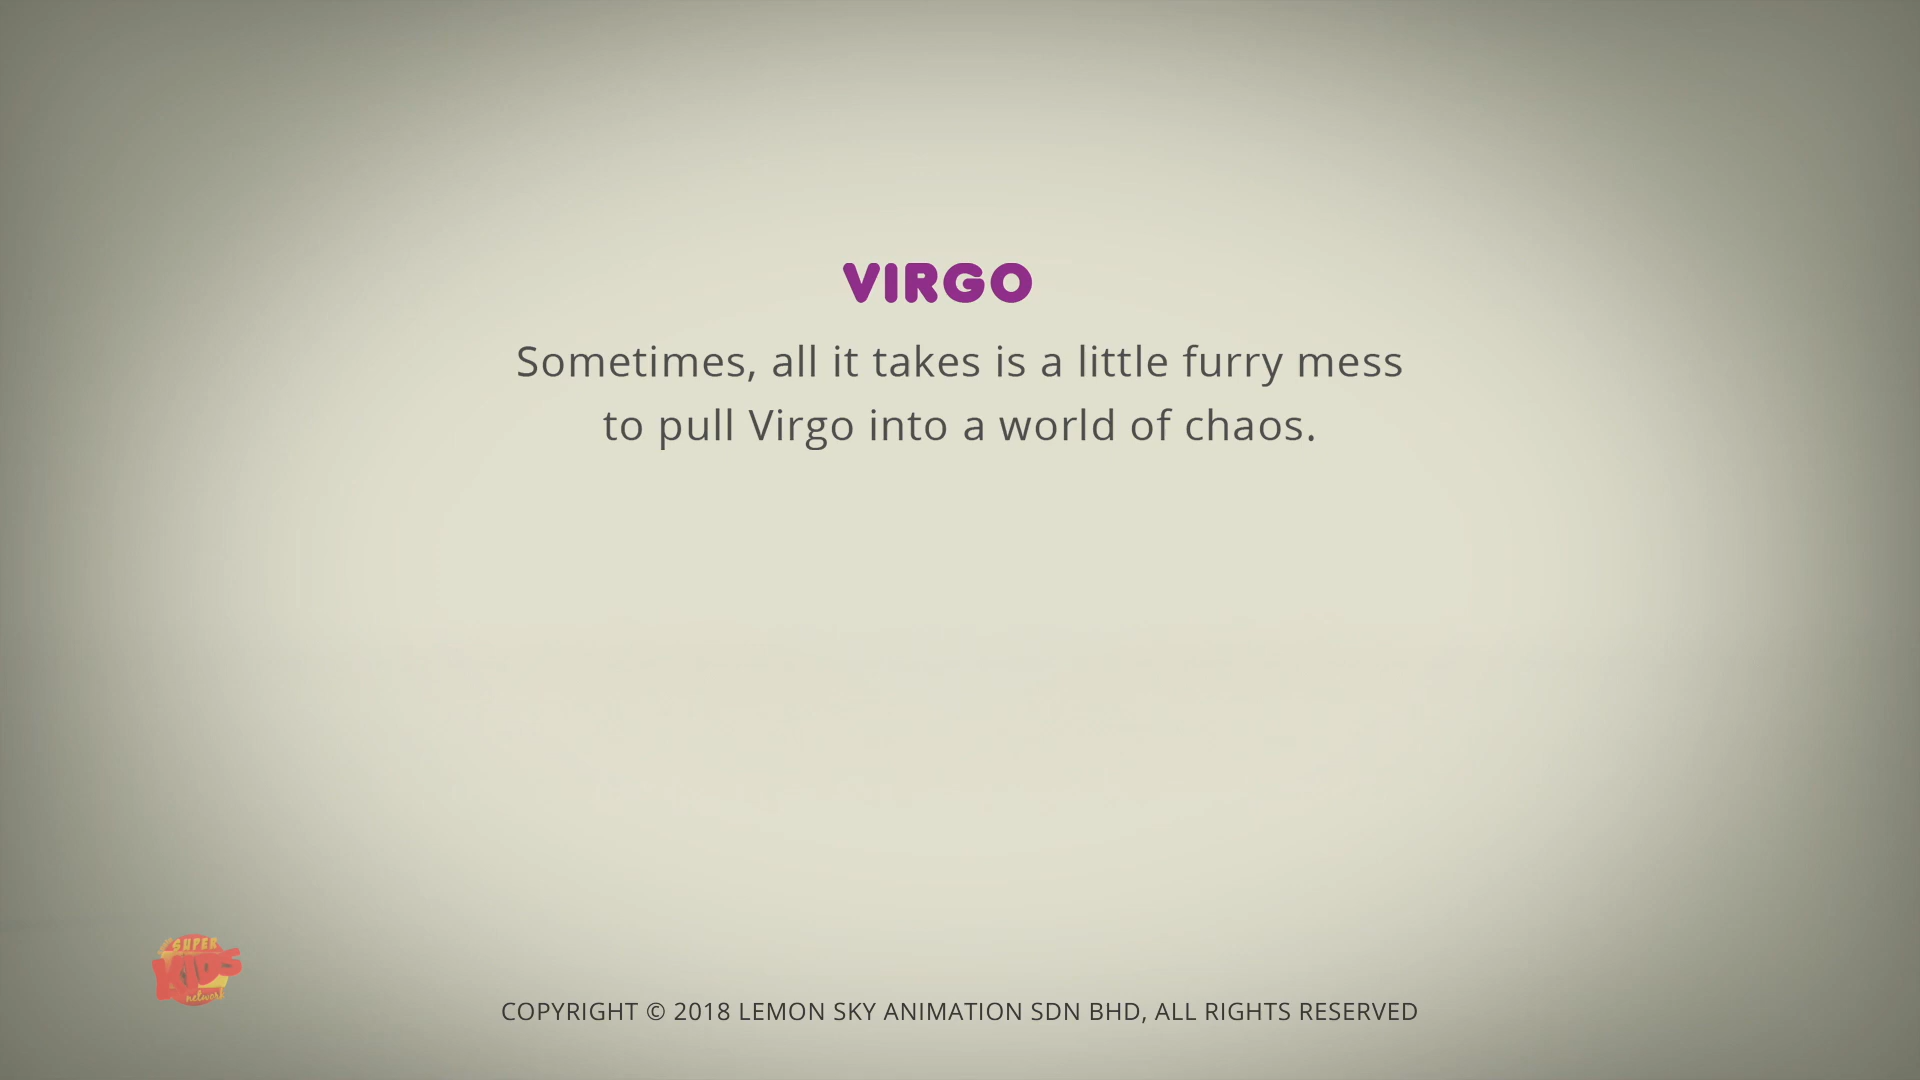 VIRGO
Sometimes, all it takes is a little furry mess
to pull Virgo into a world of chaos.
SUPER
KIDS
network
COPYRIGHT © 2018 LEMON SKY ANIMATION SDN BHD, ALL RIGHTS RESERVED